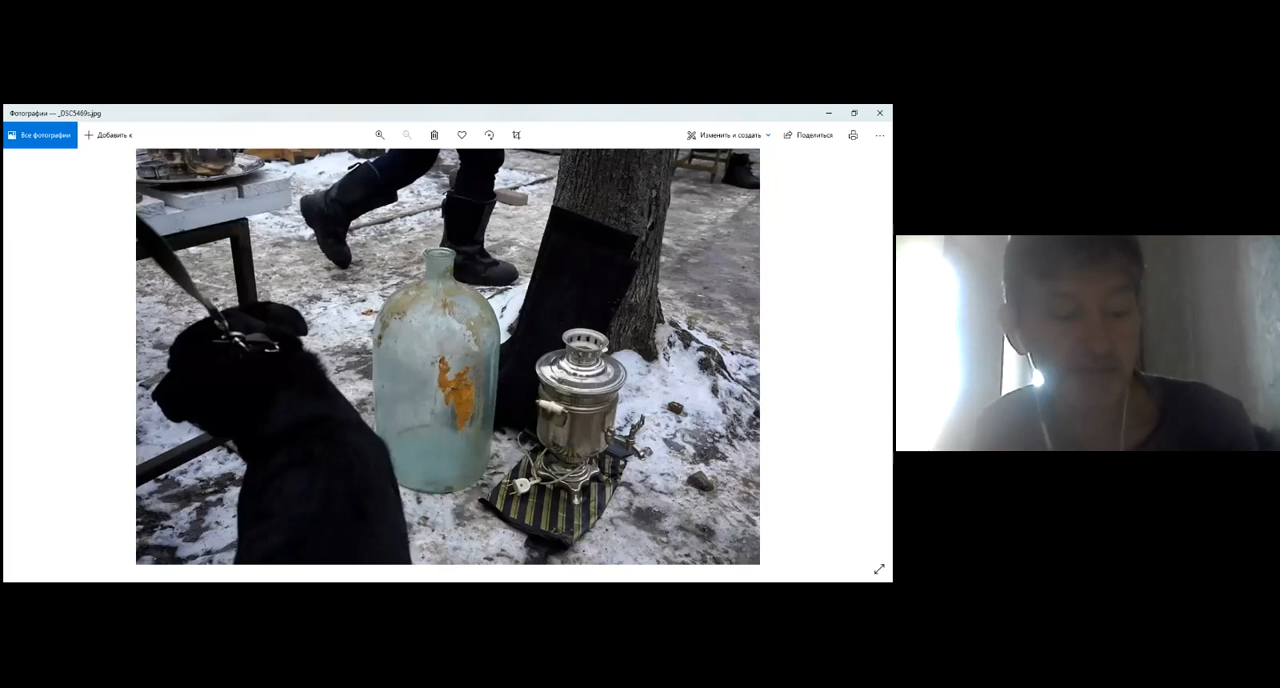 Фотографии — _DSC5469s.jpg
Все фотографии
Добавить к
Изменить и создать
Поделиться